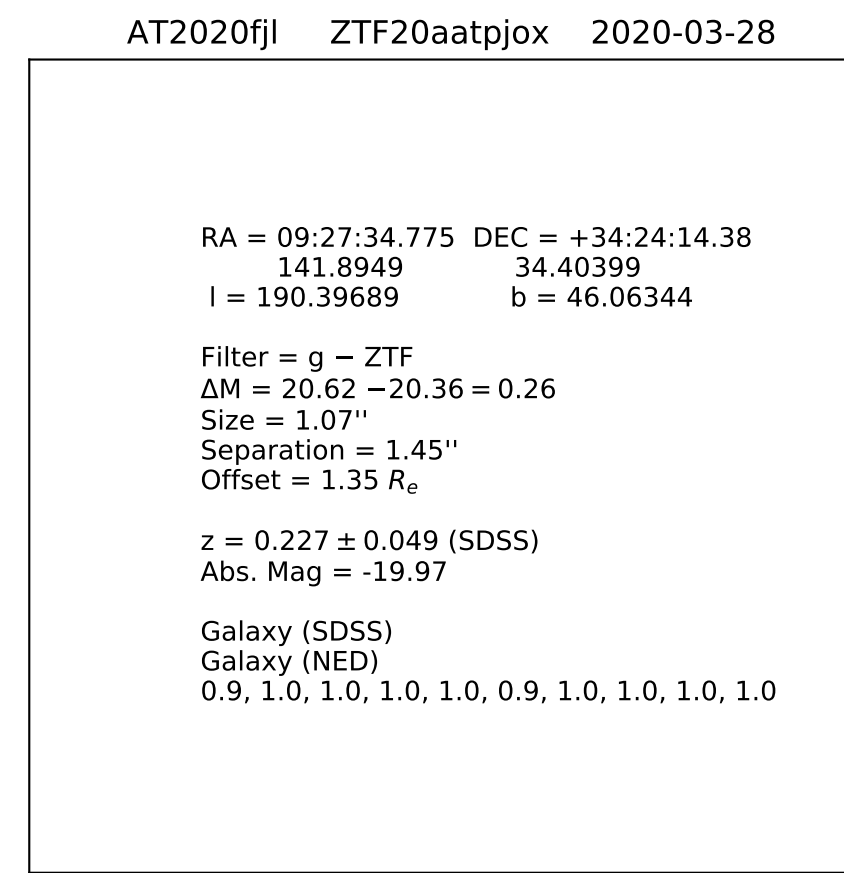 AT2020fjl ZTF20aatpjox 2020-03-28
RA = 09:27:34.775 DEC = +34:24:14.38
141.8949 34.40399
l = 190.39689 b = 46.06344
Filter = g − ZTF
ΔM = 20.62 −20.36 = 0.26
Size = 1.07''
Separation = 1.45''
Offset = 1.35 Re
z = 0.227 ± 0.049 (SDSS)
Abs. Mag = -19.97
Galaxy (SDSS)
Galaxy (NED)
0.9, 1.0, 1.0, 1.0, 1.0, 0.9, 1.0, 1.0, 1.0, 1.0